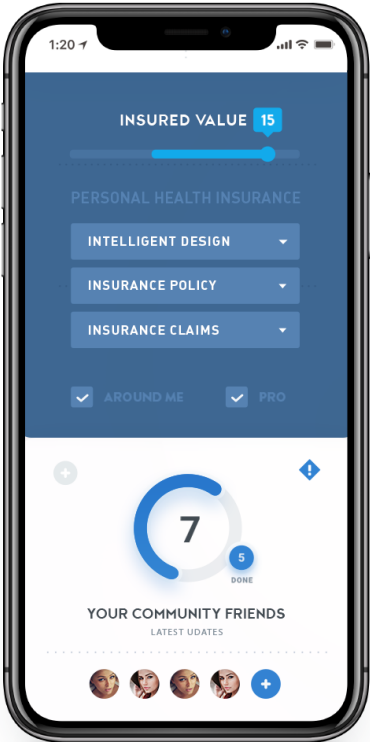 1:20
INSURED VALUE 15
PERSONAL HEALTH INSURANCE
INTELLIGENT DESIGN
INSURANCE POLICY
INSURANCE CLAIMS
AROUND ME PRO
7
5
DONE
YOUR COMMUNITY FRIENDS
LATEST UDATES